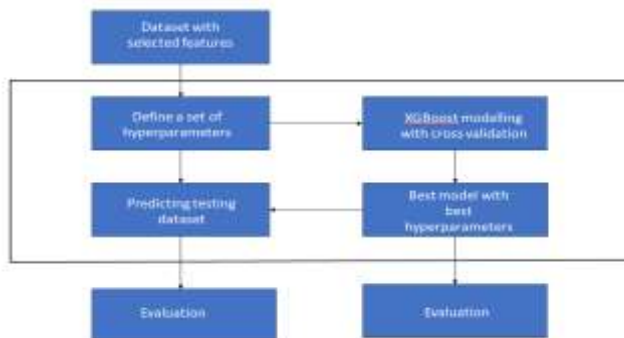 Dataset with
selected features
Define a set of
hyperparameters
XGBoost modelling
with cross validation
Predicting testing
dataset
Best model with
best
hyperparameters
Evaluation
Evaluation